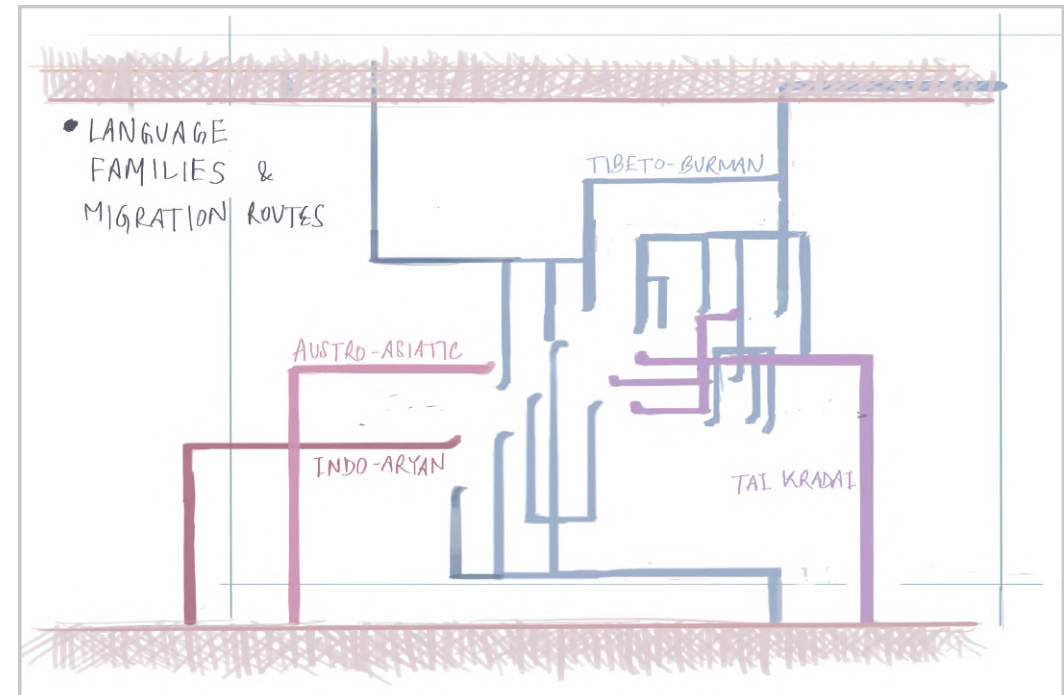 • LANGUAGE
FAMILIES &
MIGRATION ROUTES
TIBETO-BURMAN
AUSTRO-ASIATIC
INDO-ARYAN
TAI KRADAI